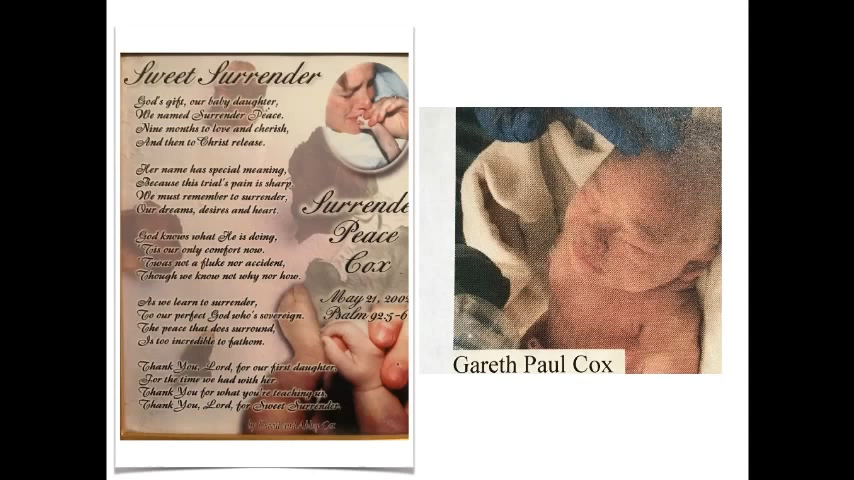 Sweet Surrender
God's gift, our baby daughter,
We named Surrender Peace.
Nine months to love and cherish,
And then to Christ release.
Her name has special meaning,
Because this trial's pain is sharp,
We must remember to surrender,
Our dreams, desires and heart.
God knows what He is doing,
'Tis our only comfort now.
'Twas not a fluke nor accident,
Though we know not why nor how.
As we learn to surrender,
To our perfect God who's sovereign.
The peace that does surround,
Is too incredible to fathom.
Thank You, Lord, for our first daughter,
For the time we had with her.
Thank You for what you're teaching us,
Thank You, Lord, for Sweet Surrender.
Surrende
Peace
Cox
May 21,
Psalm 92:5-6
Gareth Paul Cox